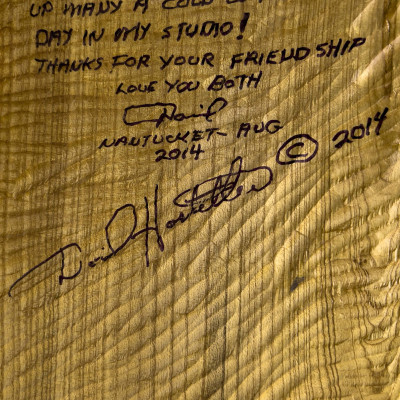 UP MANY A COLD
DAY IN MY STUDIO!
THANKS FOR YOUR FRIENDSHIP
LOVE YOU BOTH
David
NANTUCKET - AUG
2014
David Hostetler © 2014